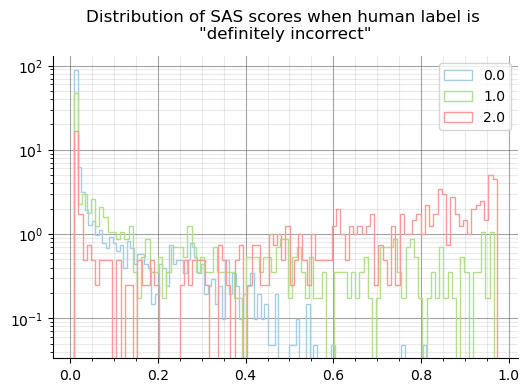 Distribution of SAS scores when human label is
"definitely incorrect"
0.0
1.0
2.0
10²
10¹
10⁰
10⁻¹
0.0 0.2 0.4 0.6 0.8 1.0